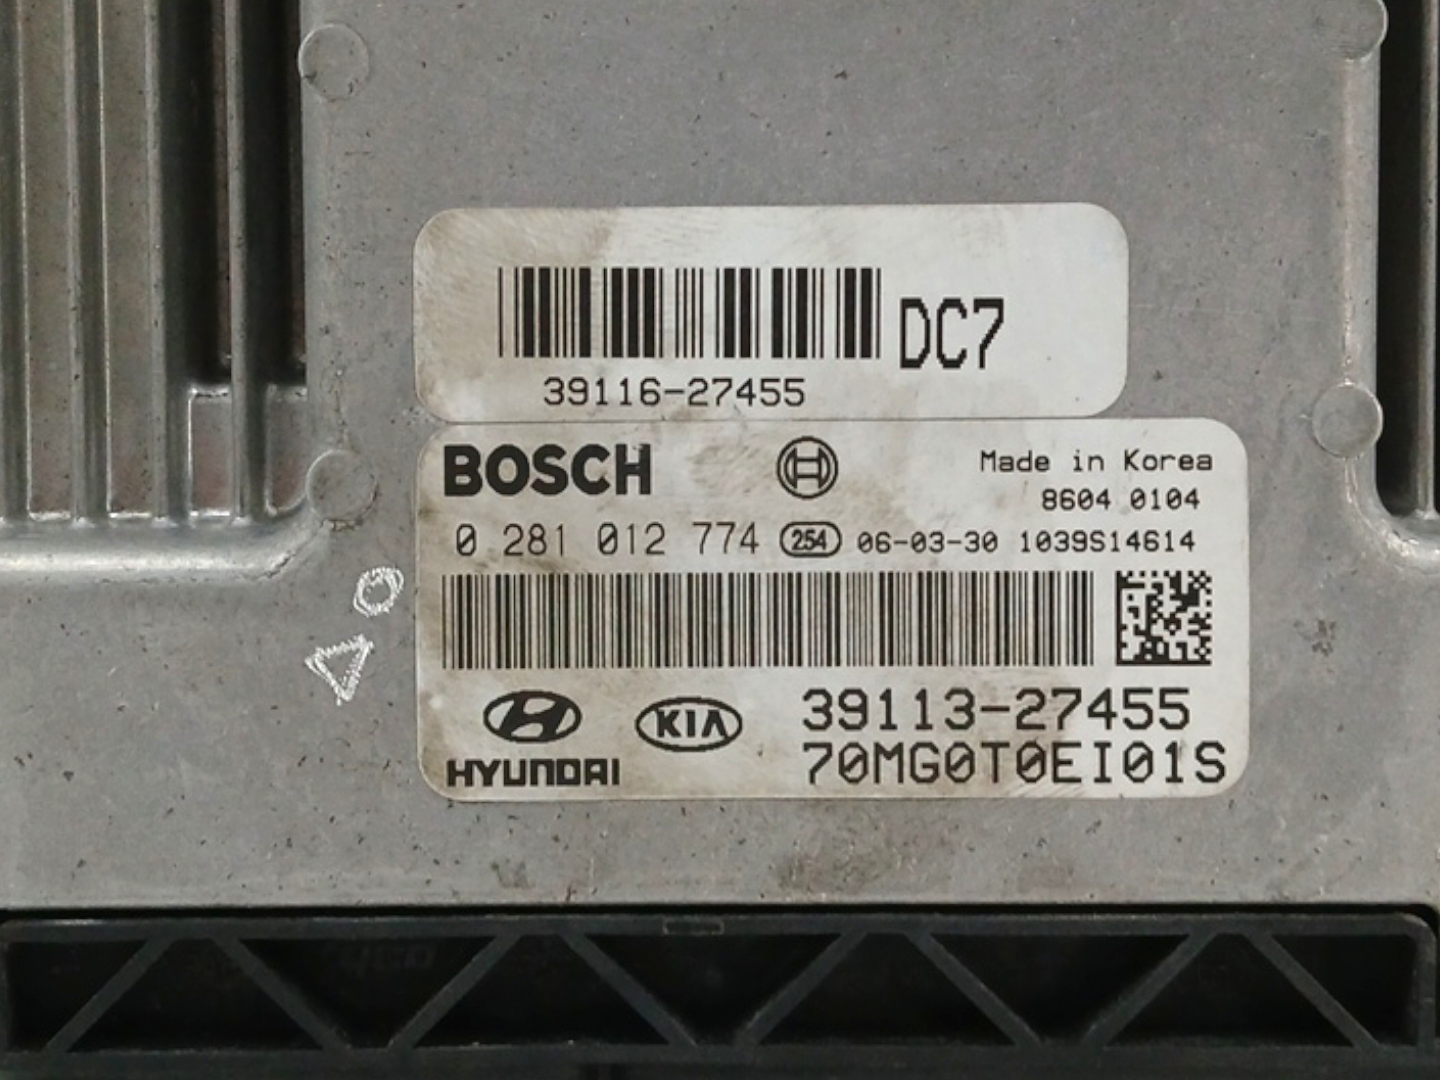 DC7
39116-27455
BOSCH
Made in Korea
8604 0104
0 281 012 774 254 06-03-30 1039S14614
HYUNDAI KIA 39113-27455
70MG0T0EI01S